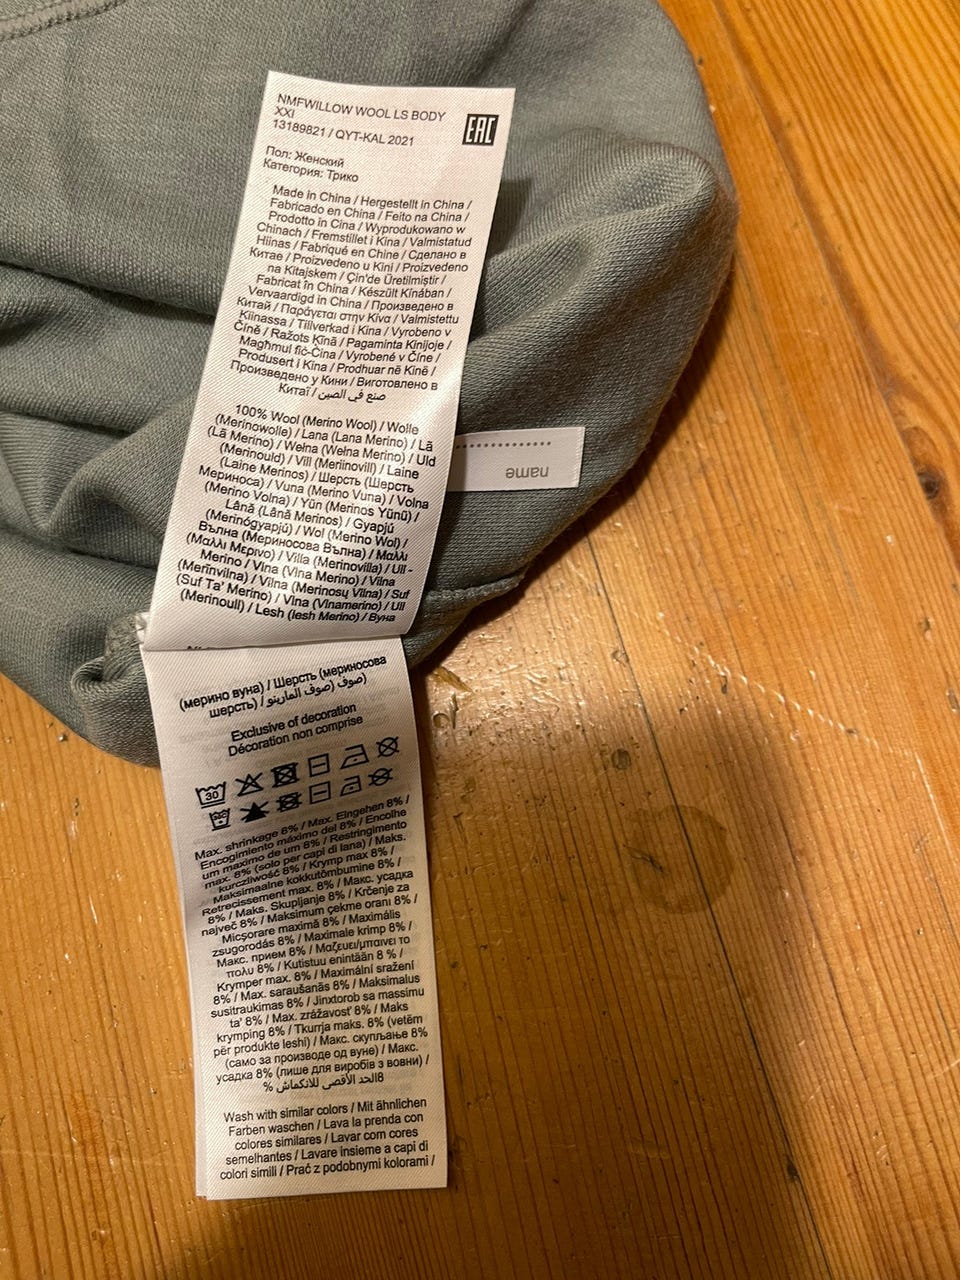 NMFWILLOW WOOL LS BODY
XXI
13189821 / QYT-KAL 2021
EAC
Пол: Женский
Категория: Трико
Made in China / Hergestellt in China /
Fabricado en China / Feito na China /
Prodotto in Cina / Wyprodukowano w
Chinach / Fremstillet i Kina / Valmistatud
Hiinas / Fabriqué en Chine / Сделано в
Китае / Proizvedeno u Kini / Proizvedeno
na Kitajskem / Çin'de Üretilmiştir /
Fabricat în China / Készült Kínában /
Vervaardigd in China / Произведено в
Китай / Παράγεται στην Κίνα / Valmistettu
Kiinassa / Tillverkad i Kina / Vyrobeno v
Číně / Ražots Ķīnā / Pagaminta Kinijoje /
Magħmul fiċ-Ċina / Vyrobené v Číne /
Produsert i Kina / Prodhuar në Kinë /
Произведено у Кини / Виготовлено в
Китаї / صنع في الصين
100% Wool (Merino Wool) / Wolle
(Merinowolle) / Lana (Lana Merino) / Lã
(Lã Merino) / Wełna (Wełna Merino) / Uld
(Merinould) / Vill (Meriinovill) / Laine
(Laine Merinos) / Шерсть (Шерсть
Мериноса) / Vuna (Merino Vuna) / Volna
(Merino Volna) / Yün (Merinos Yünü) /
Lână (Lână Merinos) / Gyapjú
(Merinógyapjú) / Wol (Merino Wol) /
Вълна (Мериносова Вълна) / Μαλλί
(Μαλλί Μερινο) / Villa (Merinovilla) / Ull -
Merino / Vlna (Vlna Merino) / Vilna
(Merīnvilna) / Vilna (Merinosų Vilna) / Suf
(Suf Ta' Merino) / Vlna (Vlnamerino) / Ull
(Merinoull) / Lesh (lesh Merino) / Вуна
name
(мерино вуна) / Шерсть (мериносова
шерсть) / صوف (صوف المارينو)
Exclusive of decoration
Décoration non comprise
30
Max. shrinkage 8% / Max. Eingehen 8% /
Encogimiento máximo del 8% / Encolhe
um maximo de um 8% / Restringimento
max. 8% (solo per capi di lana) / Maks.
kurczliwość 8% / Krymp max 8% /
Maksimaalne kokkutõmbumine 8% /
Retrecissement max. 8% / Макс. усадка
8% / Maks. Skupljanje 8% / Krčenje za
največ 8% / Maksimum çekme oranı 8% /
Micșorare maximă 8% / Maximális
zsugorodás 8% / Maximale krimp 8% /
Макс. прием 8% / Μαζευει/μπαινει το
πολυ 8% / Kutistuu enintään 8 % /
Krymper max. 8% / Maximální sražení
8% / Max. saraušanās 8% / Maksimalus
susitraukimas 8% / Jinxtorob sa massimu
ta' 8% / Max. zrážavosť 8% / Maks
krymping 8% / Tkurrja maks. 8% (vetëm
për produkte leshi) / Макс. скупљање 8%
(само за производе од вуне) / Макс.
усадка 8% (лише для виробів з вовни) /
8الحد الأقصى للانكماش %
Wash with similar colors / Mit ähnlichen
Farben waschen / Lava la prenda con
colores similares / Lavar com cores
semelhantes / Lavare insieme a capi di
colori simili / Prać z podobnymi kolorami /